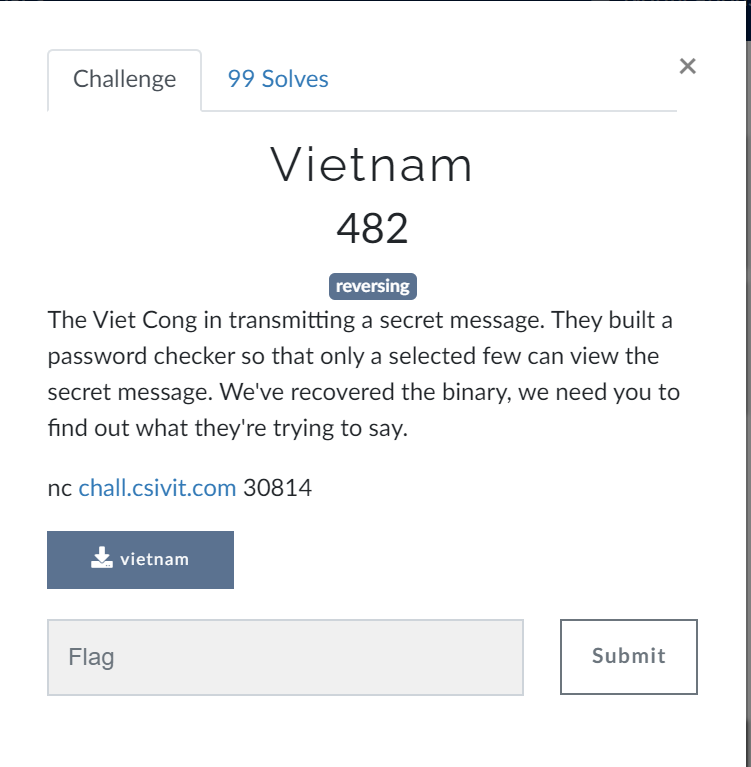 Challenge
99 Solves
×
Vietnam
482
reversing
The Viet Cong in transmitting a secret message. They built a
password checker so that only a selected few can view the
secret message. We've recovered the binary, we need you to
find out what they're trying to say.
nc chall.csivit.com 30814
vietnam
Flag
Submit